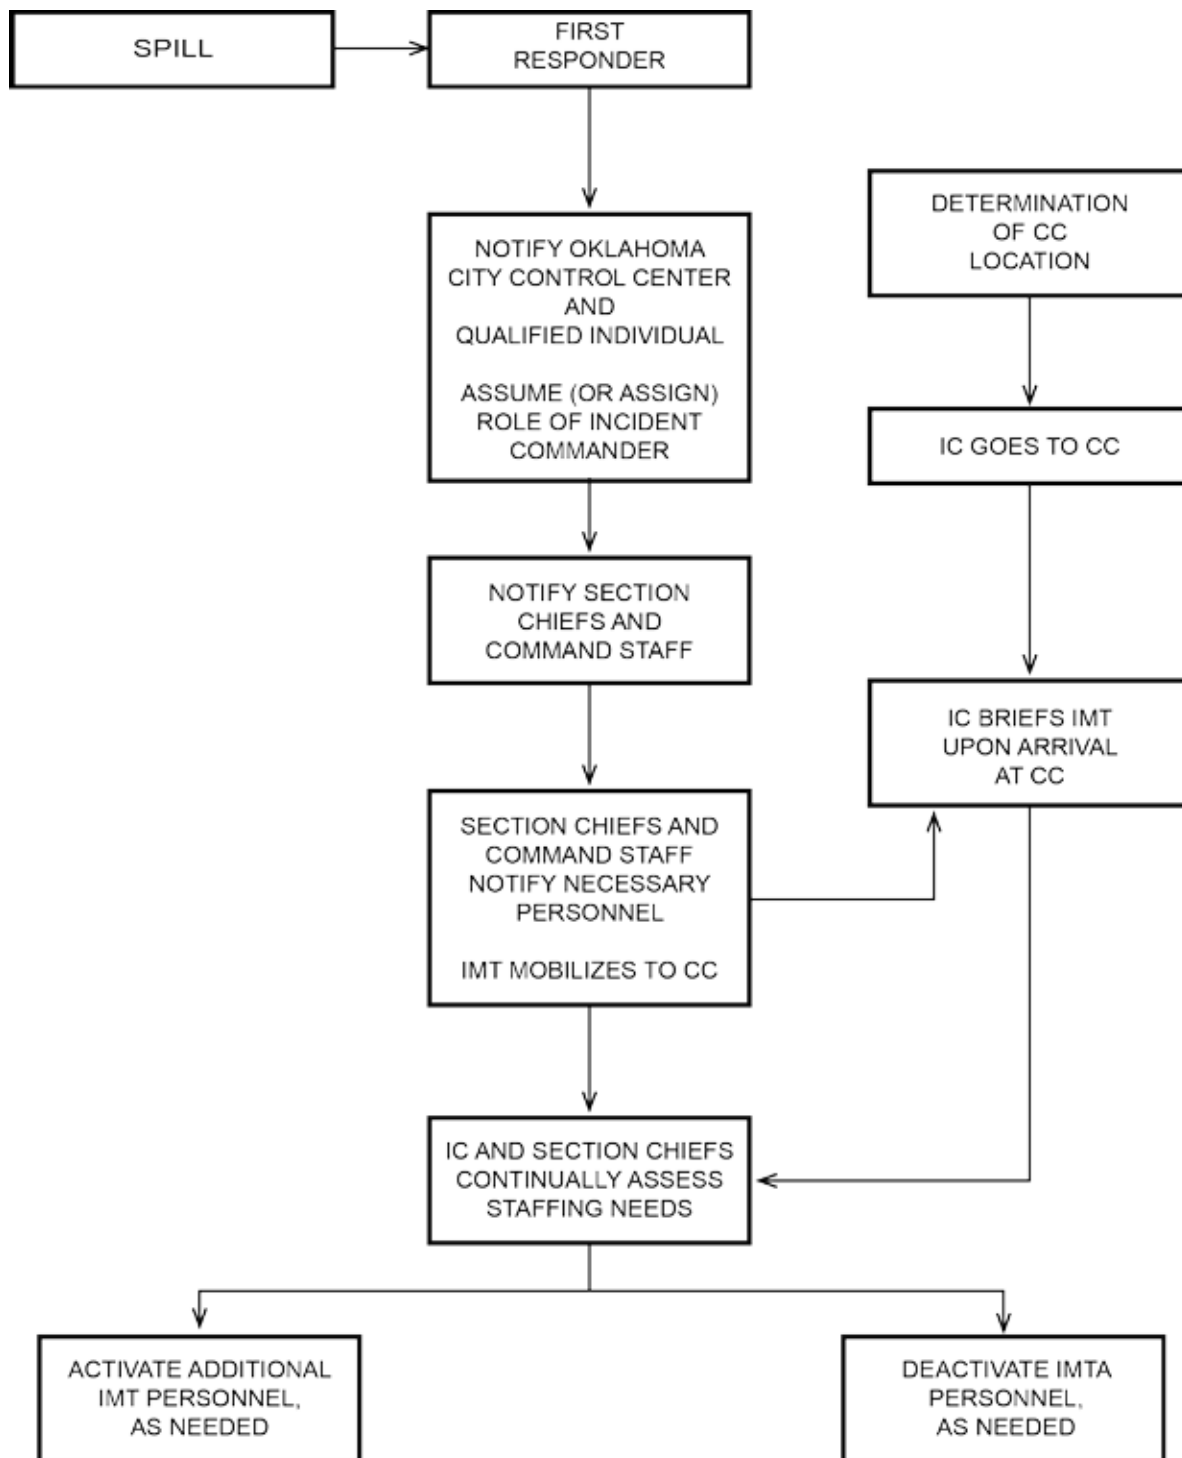 SPILL
FIRST
RESPONDER
NOTIFY OKLAHOMA
CITY CONTROL CENTER
AND
QUALIFIED INDIVIDUAL
ASSUME (OR ASSIGN)
ROLE OF INCIDENT
COMMANDER
NOTIFY SECTION
CHIEFS AND
COMMAND STAFF
SECTION CHIEFS AND
COMMAND STAFF
NOTIFY NECESSARY
PERSONNEL
IMT MOBILIZES TO CC
DETERMINATION
OF CC
LOCATION
IC GOES TO CC
IC BRIEFS IMT
UPON ARRIVAL
AT CC
IC AND SECTION CHIEFS
CONTINUALLY ASSESS
STAFFING NEEDS
ACTIVATE ADDITIONAL
IMT PERSONNEL,
AS NEEDED
DEACTIVATE IMTA
PERSONNEL,
AS NEEDED